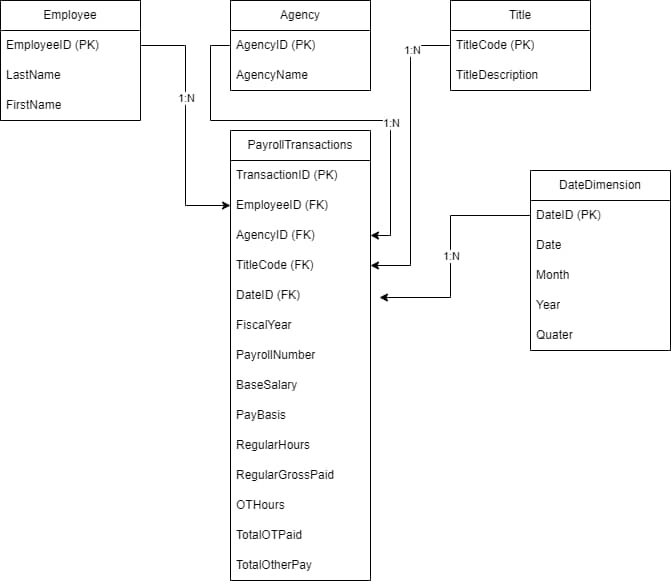 Employee
EmployeeID (PK)
LastName
FirstName
Agency
AgencyID (PK)
AgencyName
Title
TitleCode (PK)
TitleDescription
1:N
1:N
1:N
PayrollTransactions
TransactionID (PK)
EmployeeID (FK)
AgencyID (FK)
TitleCode (FK)
DateID (FK)
FiscalYear
PayrollNumber
BaseSalary
PayBasis
RegularHours
RegularGrossPaid
OTHours
TotalOTPaid
TotalOtherPay
1:N
DateDimension
DateID (PK)
Date
Month
Year
Quater